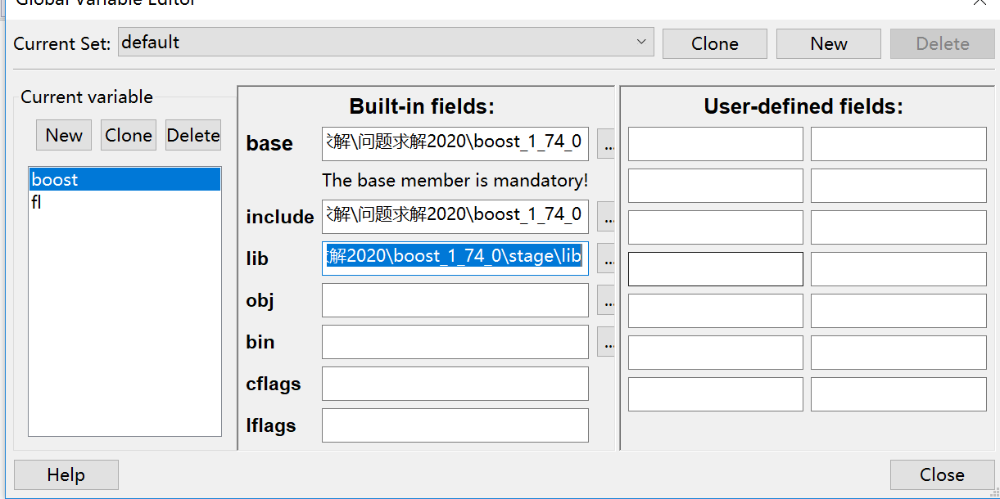 Global Variable Editor
Current Set: default Clone New Delete
Current variable
New Clone Delete
boost
fl
Built-in fields:
base 求解\问题求解2020\boost_1_74_0 ...
The base member is mandatory!
include 求解\问题求解2020\boost_1_74_0 ...
lib 求解2020\boost_1_74_0\stage\lib ...
obj ...
bin ...
cflags
lflags
User-defined fields:
Help
Close